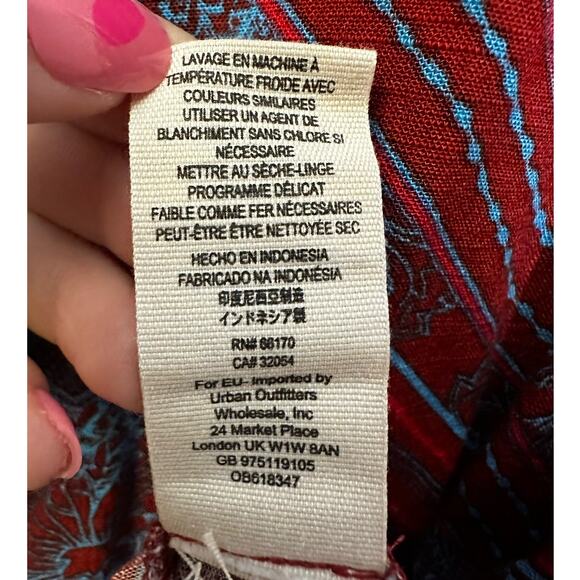 LAVAGE EN MACHINE À
TEMPÉRATURE FROIDE AVEC
COULEURS SIMILAIRES
UTILISER UN AGENT DE
BLANCHIMENT SANS CHLORE SI
NÉCESSAIRE
METTRE AU SÈCHE-LINGE
PROGRAMME DÉLICAT
FAIBLE COMME FER NÉCESSAIRES
PEUT-ÊTRE ÊTRE NETTOYÉE SEC
HECHO EN INDONESIA
FABRICADO NA INDONÉSIA
印度尼西亚制造
インドネシア製
RN# 66170
CA# 32054
For EU- Imported by
Urban Outfitters
Wholesale, Inc
24 Market Place
London UK W1W 8AN
GB 975119105
OB618347